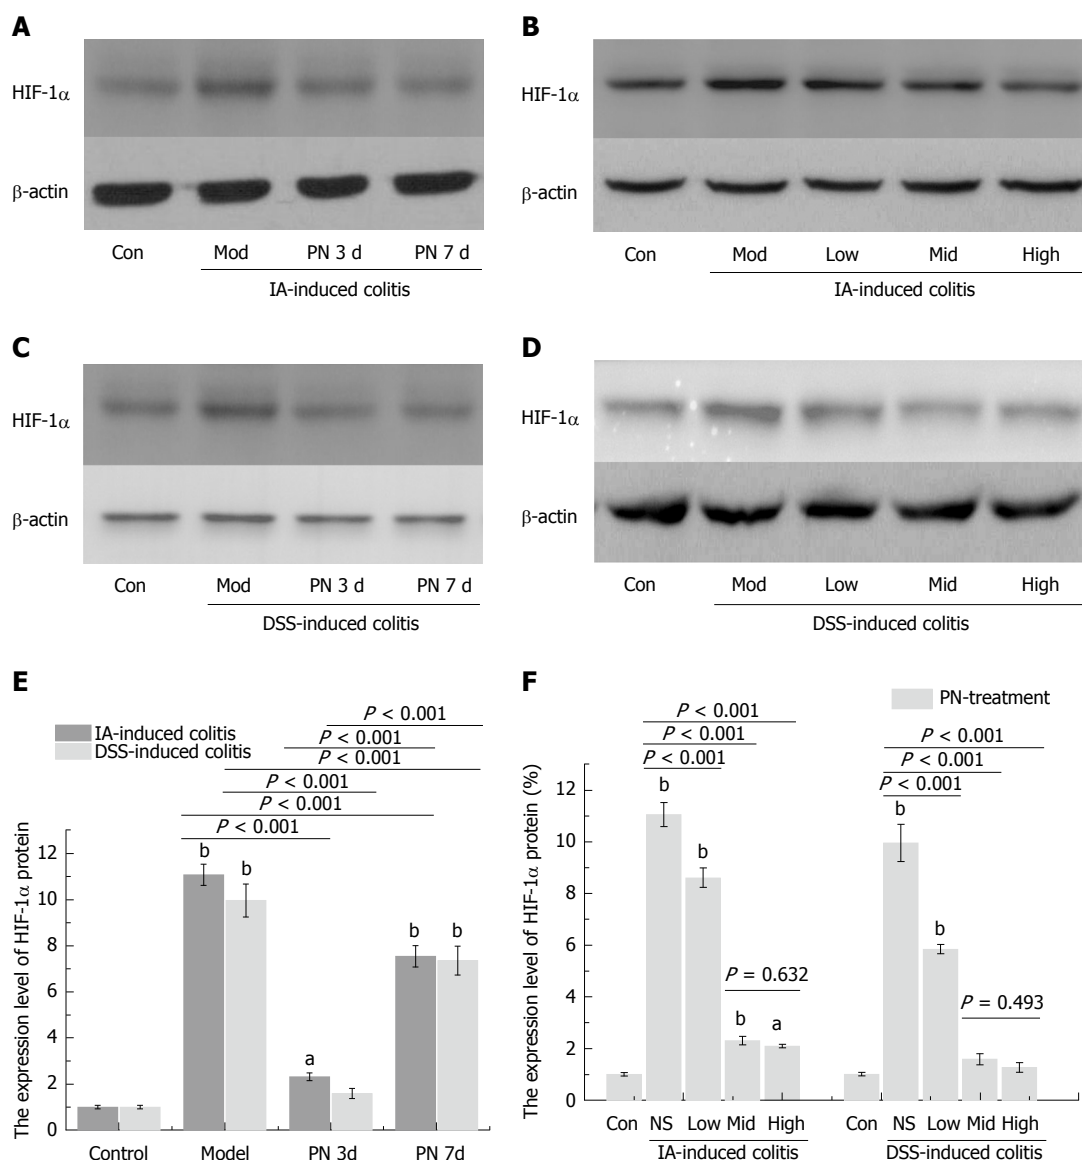 A
HIF-1α
β-actin
Con Mod PN 3 d PN 7 d
IA-induced colitis
B
HIF-1α
β-actin
Con Mod Low Mid High
IA-induced colitis
C
HIF-1α
β-actin
Con Mod PN 3 d PN 7 d
DSS-induced colitis
D
HIF-1α
β-actin
Con Mod Low Mid High
DSS-induced colitis
E
IA-induced colitis
DSS-induced colitis
P < 0.001
P < 0.001
P < 0.001
P < 0.001
P < 0.001
P < 0.001
The expression level of HIF-1α protein
12
10
8
6
4
2
0
b b
a
b b
Control Model PN 3d PN 7d
F
PN-treatment
P < 0.001
P < 0.001
P < 0.001
P < 0.001
P < 0.001
P < 0.001
The expression level of HIF-1α protein (%)
12
10
8
6
4
2
0
b
b
b
a
P = 0.632
b
b
P = 0.493
Con NS Low Mid High Con NS Low Mid High
IA-induced colitis DSS-induced colitis